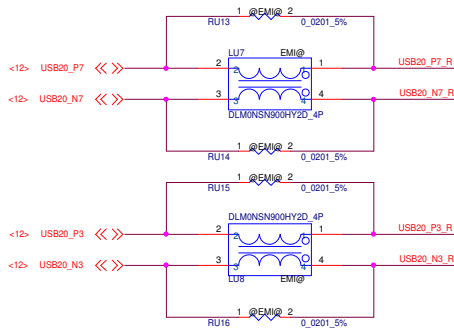 1 @EMI@ 2
RU13 0_0201_5%
LU7 EMI@
<12> USB20_P7 2 2 1 1 USB20_P7_R
<12> USB20_N7 3 3 4 4 USB20_N7_R
DLM0NSN900HY2D_4P
1 @EMI@ 2
RU14 0_0201_5%
1 @EMI@ 2
RU15 0_0201_5%
DLM0NSN900HY2D_4P
<12> USB20_P3 2 2 1 1 USB20_P3_R
<12> USB20_N3 3 3 4 4 USB20_N3_R
LU8 EMI@
1 @EMI@ 2
RU16 0_0201_5%